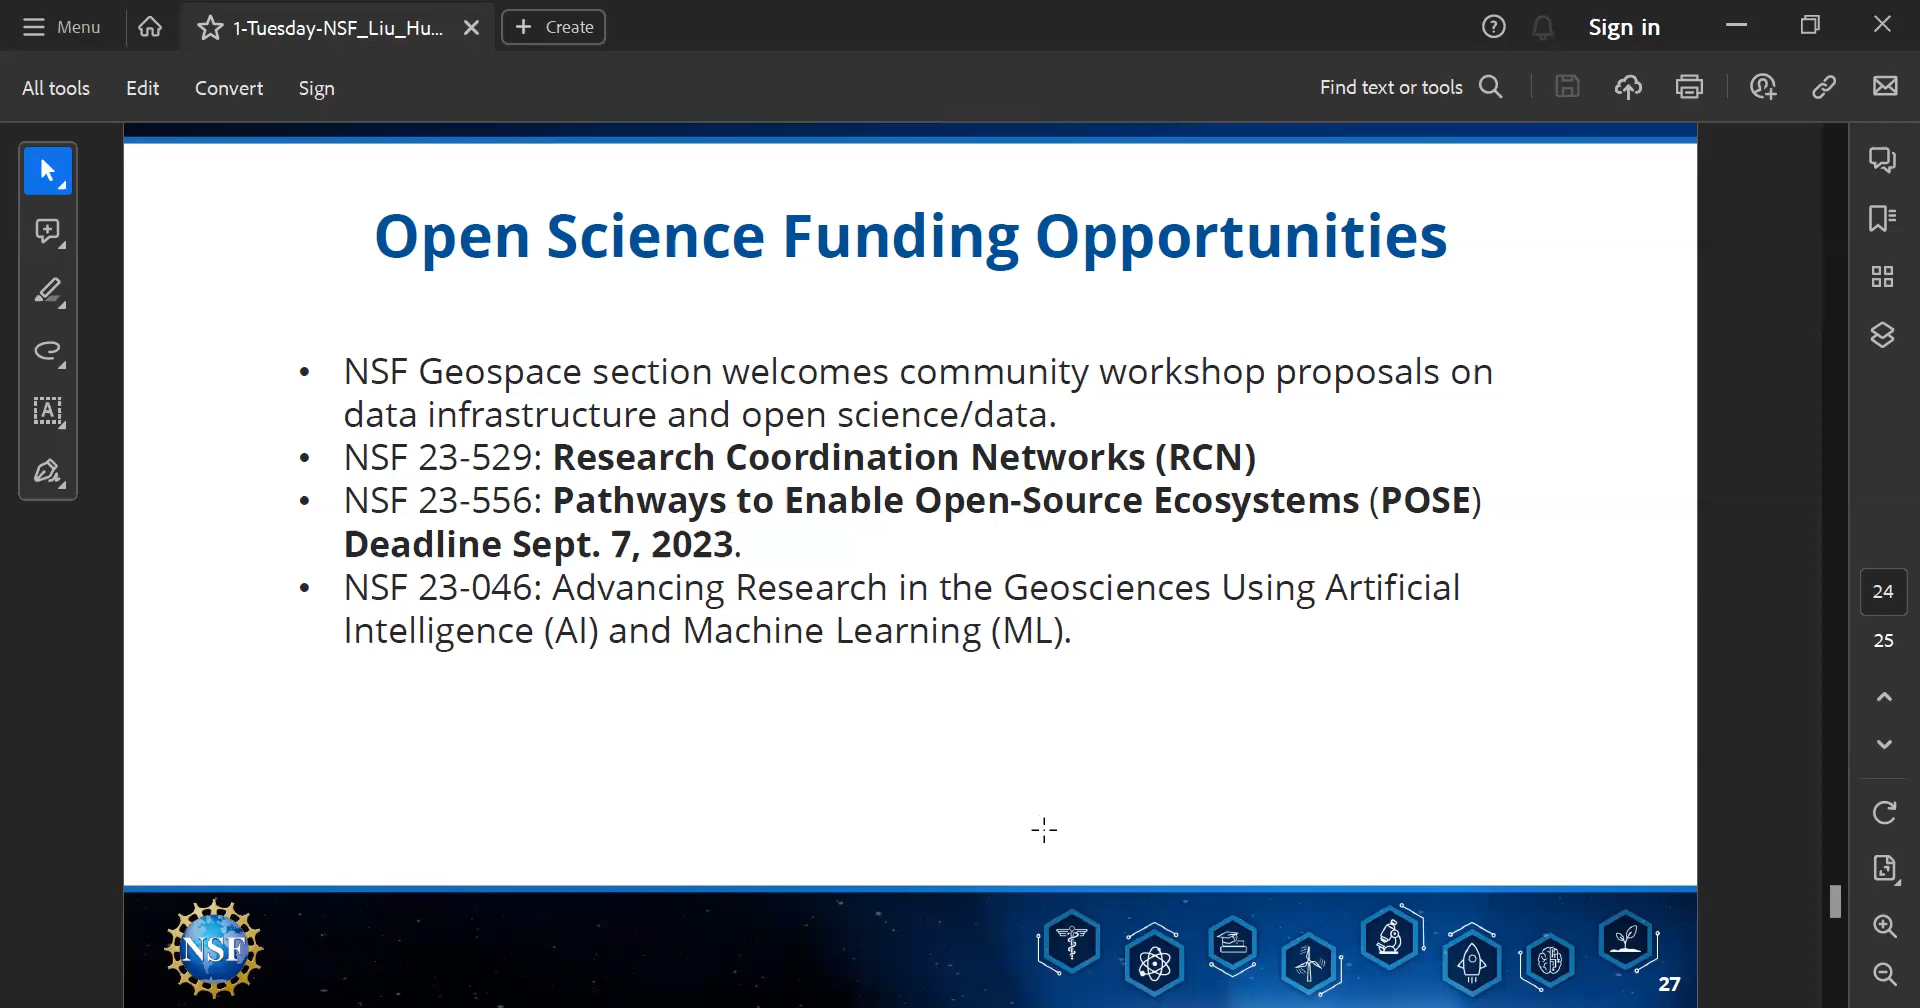 Menu
1-Tuesday-NSF_Liu_Hu...
Create
Sign in
All tools
Edit
Convert
Sign
Find text or tools
Open Science Funding Opportunities
• NSF Geospace section welcomes community workshop proposals on
data infrastructure and open science/data.
• NSF 23-529: Research Coordination Networks (RCN)
• NSF 23-556: Pathways to Enable Open-Source Ecosystems (POSE)
Deadline Sept. 7, 2023.
• NSF 23-046: Advancing Research in the Geosciences Using Artificial
Intelligence (AI) and Machine Learning (ML).
24
25
NSF
27